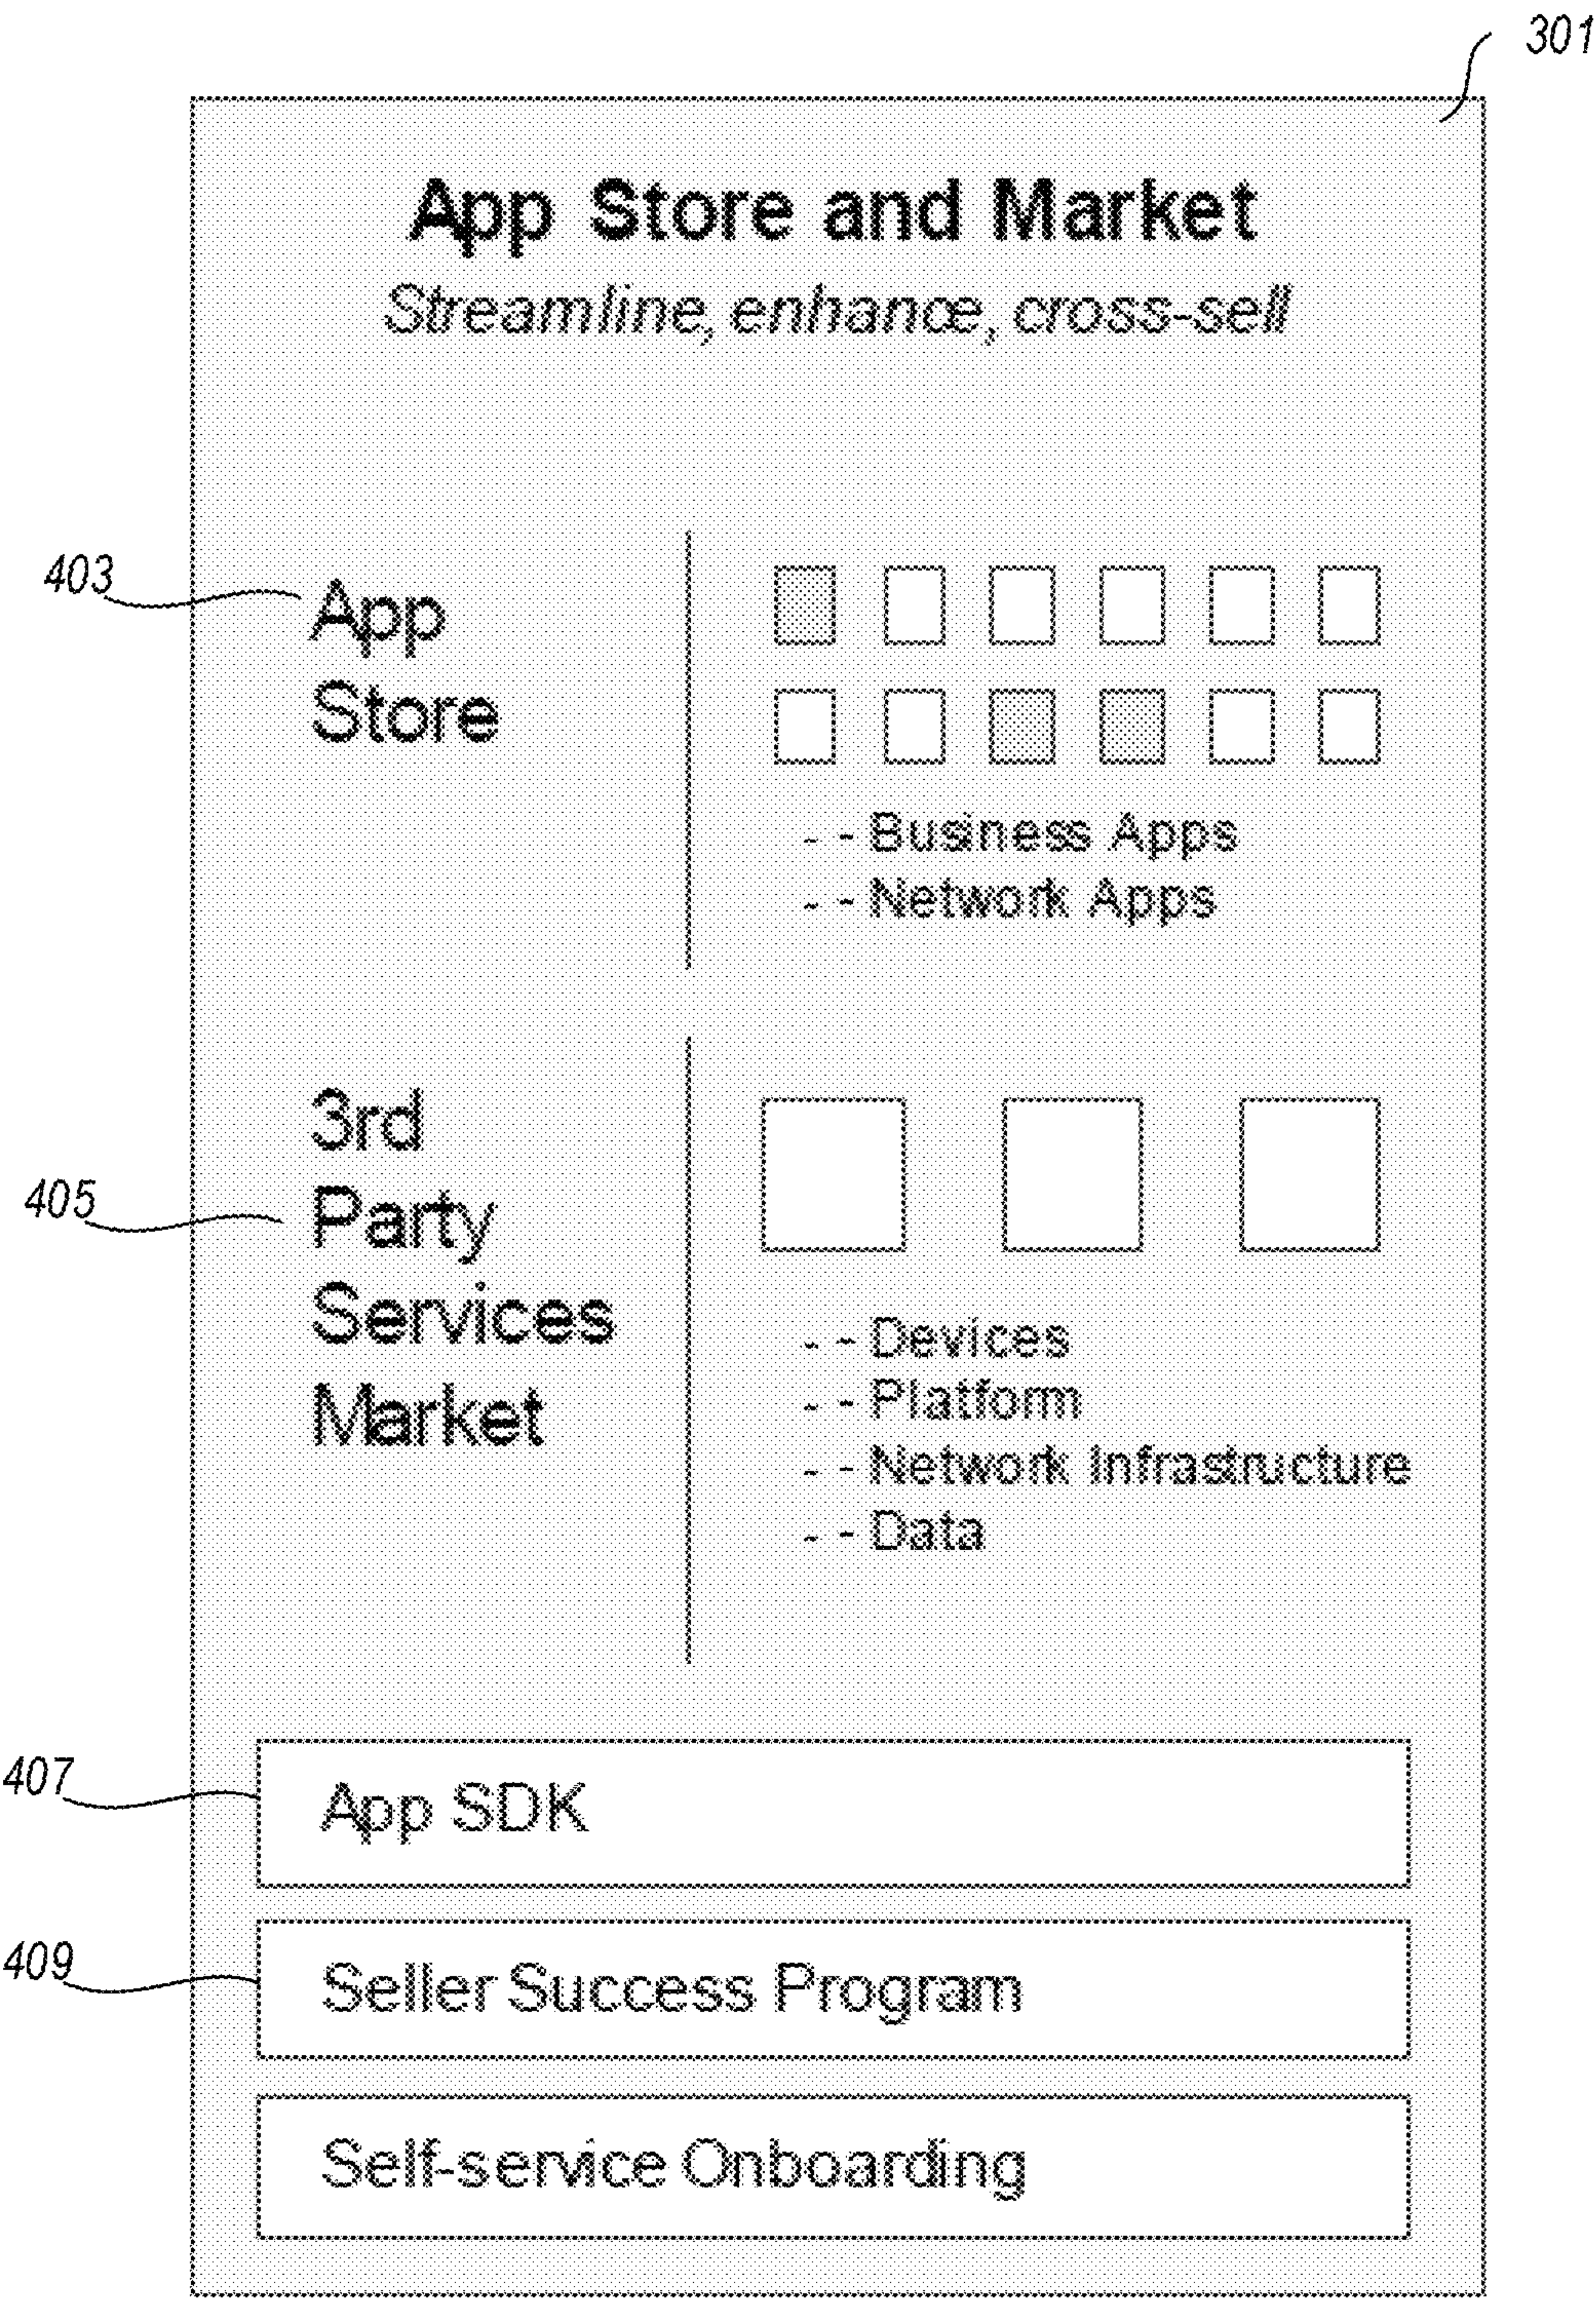 301
App Store and Market
Streamline, enhance, cross-sell
403
App
Store
- - Business Apps
- - Network Apps
405
3rd
Party
Services
Market
- - Devices
- - Platform
- - Network Infrastructure
- - Data
407
App SDK
409
Seller Success Program
Self-service Onboarding